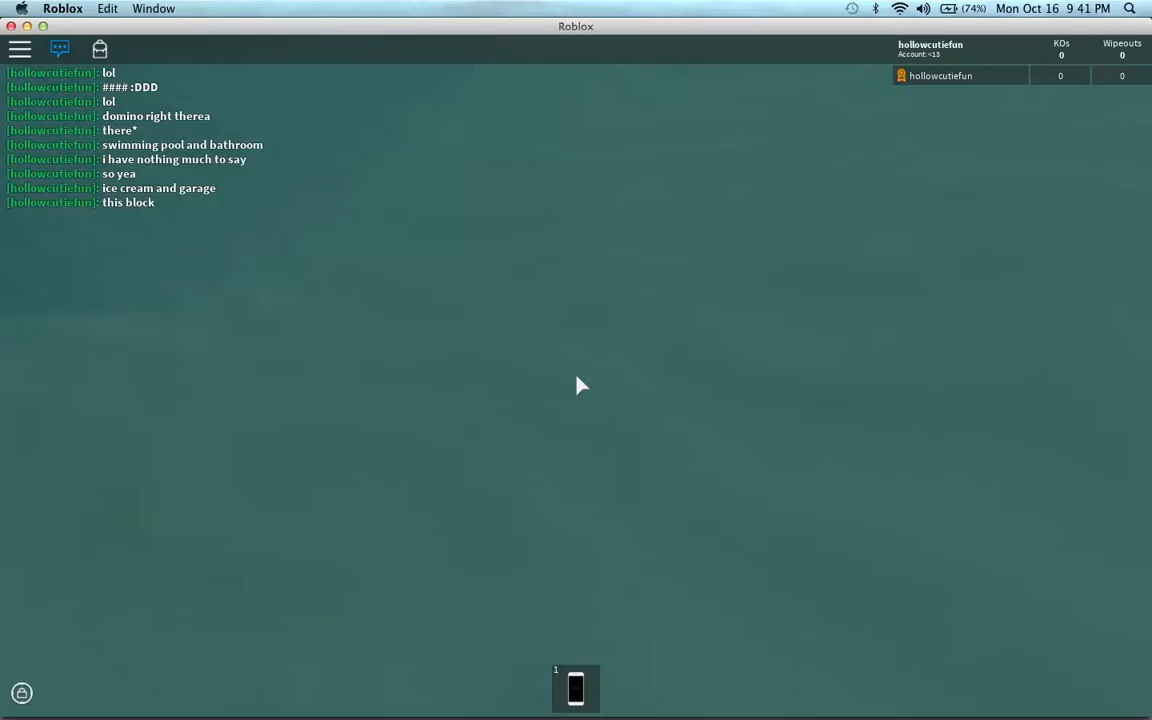 Roblox Edit Window (74%) Mon Oct 16 9:41 PM
Roblox
hollowcutiefun KOs Wipeouts
Account: <13 0 0
hollowcutiefun 0 0
[hollowcutiefun]: lol
[hollowcutiefun]: #### :DDD
[hollowcutiefun]: lol
[hollowcutiefun]: domino right therea
[hollowcutiefun]: there*
[hollowcutiefun]: swimming pool and bathroom
[hollowcutiefun]: i have nothing much to say
[hollowcutiefun]: so yea
[hollowcutiefun]: ice cream and garage
[hollowcutiefun]: this block
1